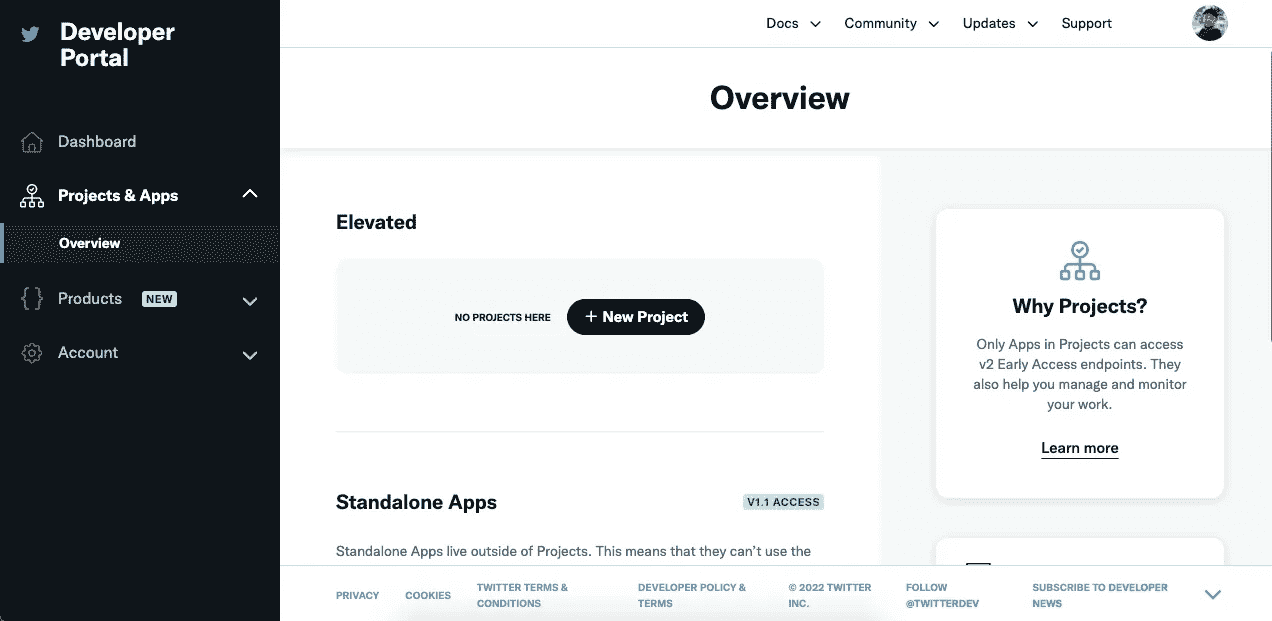 Developer
Portal
Dashboard
Projects & Apps
Overview
Products NEW
Account
Docs Community Updates Support
Overview
Elevated
NO PROJECTS HERE + New Project
Standalone Apps V1.1 ACCESS
Standalone Apps live outside of Projects. This means that they can’t use the
Why Projects?
Only Apps in Projects can access
v2 Early Access endpoints. They
also help you manage and monitor
your work.
Learn more
PRIVACY
COOKIES
TWITTER TERMS &
CONDITIONS
DEVELOPER POLICY &
TERMS
© 2022 TWITTER
INC.
FOLLOW
@TWITTERDEV
SUBSCRIBE TO DEVELOPER
NEWS